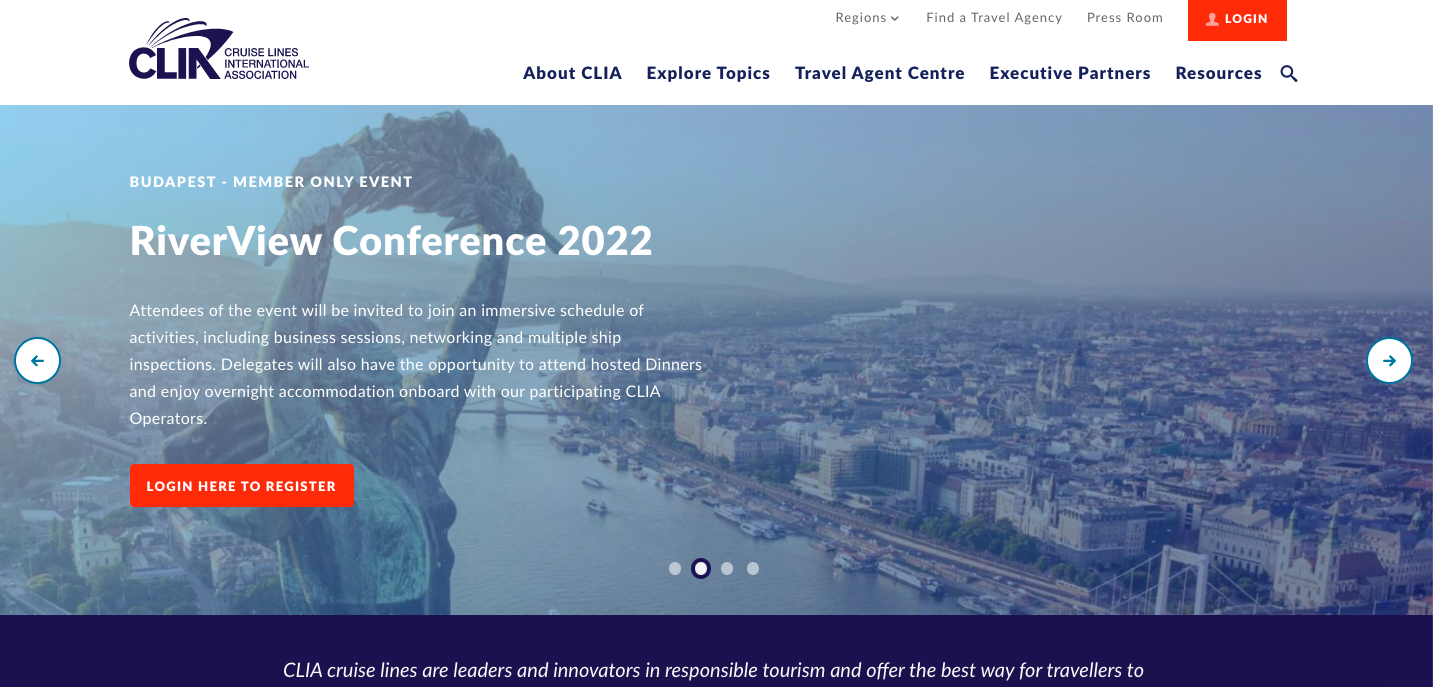 Regions
Find a Travel Agency
Press Room
LOGIN
CLIA
CRUISE LINES
INTERNATIONAL
ASSOCIATION
About CLIA
Explore Topics
Travel Agent Centre
Executive Partners
Resources
BUDAPEST - MEMBER ONLY EVENT
RiverView Conference 2022
Attendees of the event will be invited to join an immersive schedule of
activities, including business sessions, networking and multiple ship
inspections. Delegates will also have the opportunity to attend hosted Dinners
and enjoy overnight accommodation onboard with our participating CLIA
Operators.
LOGIN HERE TO REGISTER
CLIA cruise lines are leaders and innovators in responsible tourism and offer the best way for travellers to